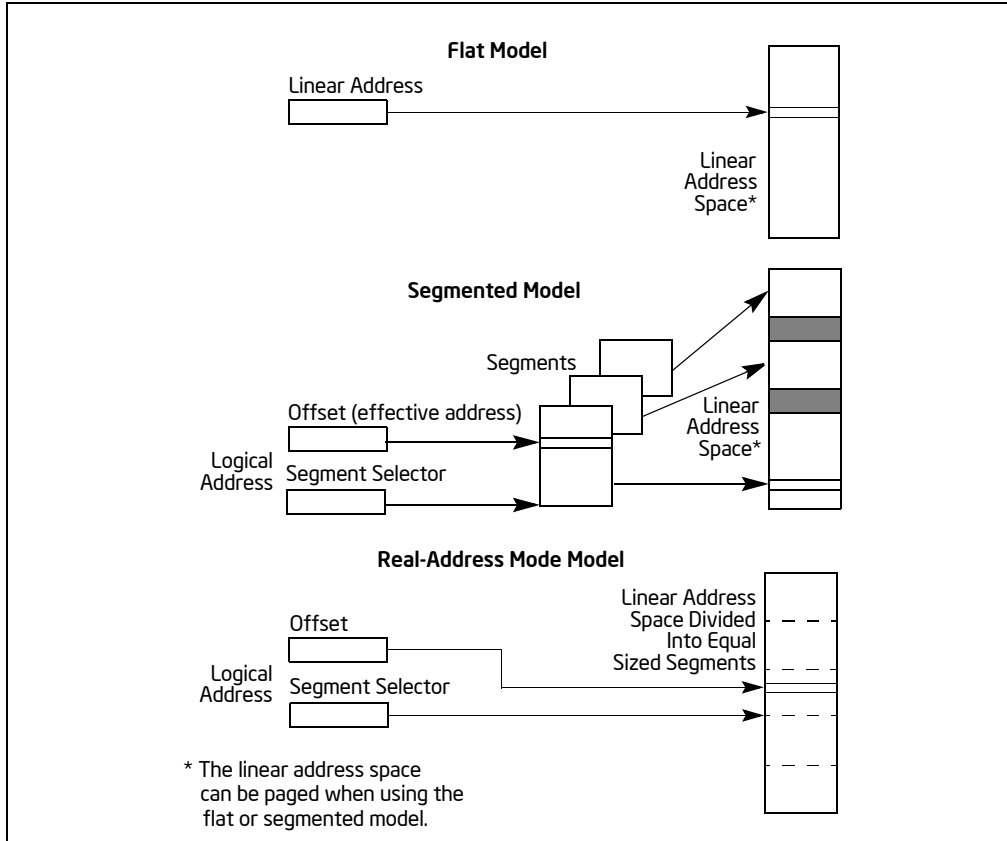 Flat Model
Linear Address
Linear
Address
Space*
Segmented Model
Segments
Offset (effective address)
Logical
Address
Segment Selector
Linear
Address
Space*
Real-Address Mode Model
Offset
Logical
Address
Segment Selector
Linear Address
Space Divided
Into Equal
Sized Segments
* The linear address space
can be paged when using the
flat or segmented model.